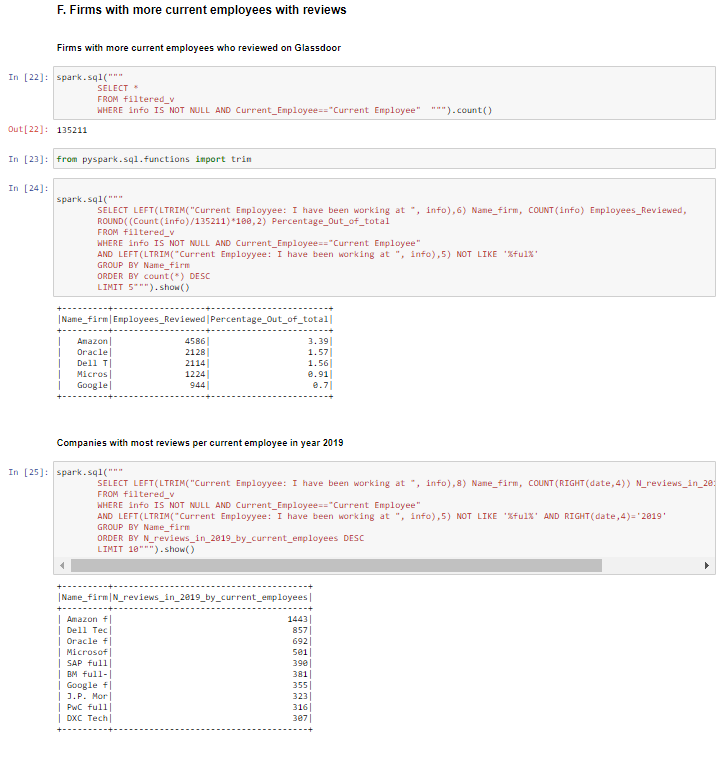 F. Firms with more current employees with reviews
Firms with more current employees who reviewed on Glassdoor
In [22]: spark.sql("""
SELECT *
FROM filtered_v
WHERE info IS NOT NULL AND Current_Employee=="Current Employee" """).count()
Out[22]: 135211
In [23]: from pyspark.sql.functions import trim
In [24]:
spark.sql("""
SELECT LEFT(LTRIM("Current Employyee: I have been working at ", info),6) Name_firm, COUNT(info) Employees_Reviewed,
ROUND((Count(info)/135211)*100,2) Percentage_Out_of_total
FROM filtered_v
WHERE info IS NOT NULL AND Current_Employee=="Current Employee"
AND LEFT(LTRIM("Current Employyee: I have been working at ", info),5) NOT LIKE '%ful%'
GROUP BY Name_firm
ORDER BY count(*) DESC
LIMIT 5""").show()
+---------+------------------+-----------------------+
|Name_firm|Employees_Reviewed|Percentage_Out_of_total|
+---------+------------------+-----------------------+
| Amazon| 4586| 3.39|
| Oracle| 2128| 1.57|
| Dell T| 2114| 1.56|
| Micros| 1224| 0.91|
| Google| 944| 0.7|
+---------+------------------+-----------------------+
Companies with most reviews per current employee in year 2019
In [25]: spark.sql("""
SELECT LEFT(LTRIM("Current Employyee: I have been working at ", info),8) Name_firm, COUNT(RIGHT(date,4)) N_reviews_in_20
FROM filtered_v
WHERE info IS NOT NULL AND Current_Employee=="Current Employee"
AND LEFT(LTRIM("Current Employyee: I have been working at ", info),5) NOT LIKE '%ful%' AND RIGHT(date,4)='2019'
GROUP BY Name_firm
ORDER BY N_reviews_in_2019_by_current_employees DESC
LIMIT 10""").show()
+---------+--------------------------------------+
|Name_firm|N_reviews_in_2019_by_current_employees|
+---------+--------------------------------------+
| Amazon f| 1443|
| Dell Tec| 857|
| Oracle f| 692|
| Microsof| 501|
| SAP full| 390|
| BM full-| 381|
| Google f| 355|
| J.P. Mor| 323|
| PwC full| 316|
| DXC Tech| 307|
+---------+--------------------------------------+